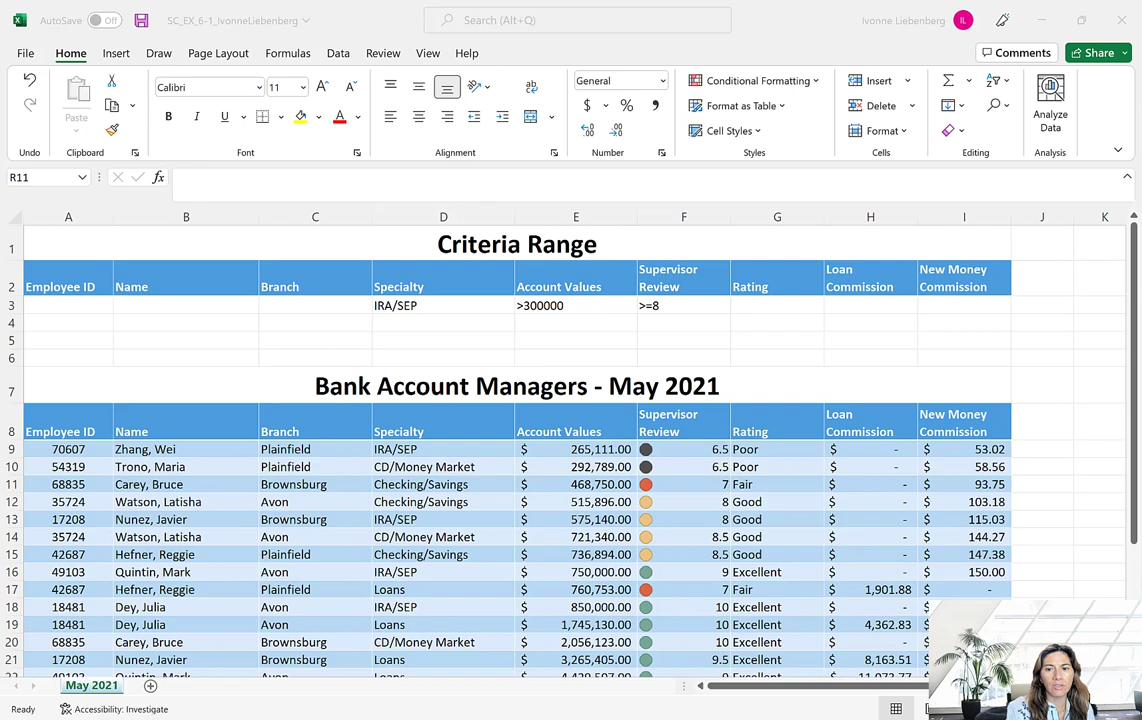 AutoSave Off SC_EX_6-1_IvonneLiebenberg Search (Alt+Q) Ivonne Liebenberg IL
File Home Insert Draw Page Layout Formulas Data Review View Help Comments Share
Calibri 11 General Conditional Formatting Insert
Paste Format as Table Delete
B I U A $ % Cell Styles Format Analyze Data
Undo Clipboard Font Alignment Number Styles Cells Editing Analysis
R11 fx
A B C D E F G H I J K
1 Criteria Range
2 Employee ID Name Branch Specialty Account Values Supervisor Review Rating Loan Commission New Money Commission
3 IRA/SEP >300000 >=8
4
5
6
7 Bank Account Managers - May 2021
8 Employee ID Name Branch Specialty Account Values Supervisor Review Rating Loan Commission New Money Commission
9 70607 Zhang, Wei Plainfield IRA/SEP $ 265,111.00 6.5 Poor $ - $ 53.02
10 54319 Trono, Maria Plainfield CD/Money Market $ 292,789.00 6.5 Poor $ - $ 58.56
11 68835 Carey, Bruce Brownsburg Checking/Savings $ 468,750.00 7 Fair $ - $ 93.75
12 35724 Watson, Latisha Avon Checking/Savings $ 515,896.00 8 Good $ - $ 103.18
13 17208 Nunez, Javier Brownsburg IRA/SEP $ 575,140.00 8 Good $ - $ 115.03
14 35724 Watson, Latisha Avon CD/Money Market $ 721,340.00 8.5 Good $ - $ 144.27
15 42687 Hefner, Reggie Plainfield Checking/Savings $ 736,894.00 8.5 Good $ - $ 147.38
16 49103 Quintin, Mark Avon IRA/SEP $ 750,000.00 9 Excellent $ - $ 150.00
17 42687 Hefner, Reggie Plainfield Loans $ 760,753.00 7 Fair $ 1,901.88 $ -
18 18481 Dey, Julia Avon IRA/SEP $ 850,000.00 10 Excellent $ -
19 18481 Dey, Julia Avon Loans $ 1,745,130.00 10 Excellent $ 4,362.83
20 68835 Carey, Bruce Brownsburg CD/Money Market $ 2,056,123.00 10 Excellent $ -
21 17208 Nunez, Javier Brownsburg Loans $ 3,265,405.00 9.5 Excellent $ 8,163.51
May 2021
Ready Accessibility: Investigate